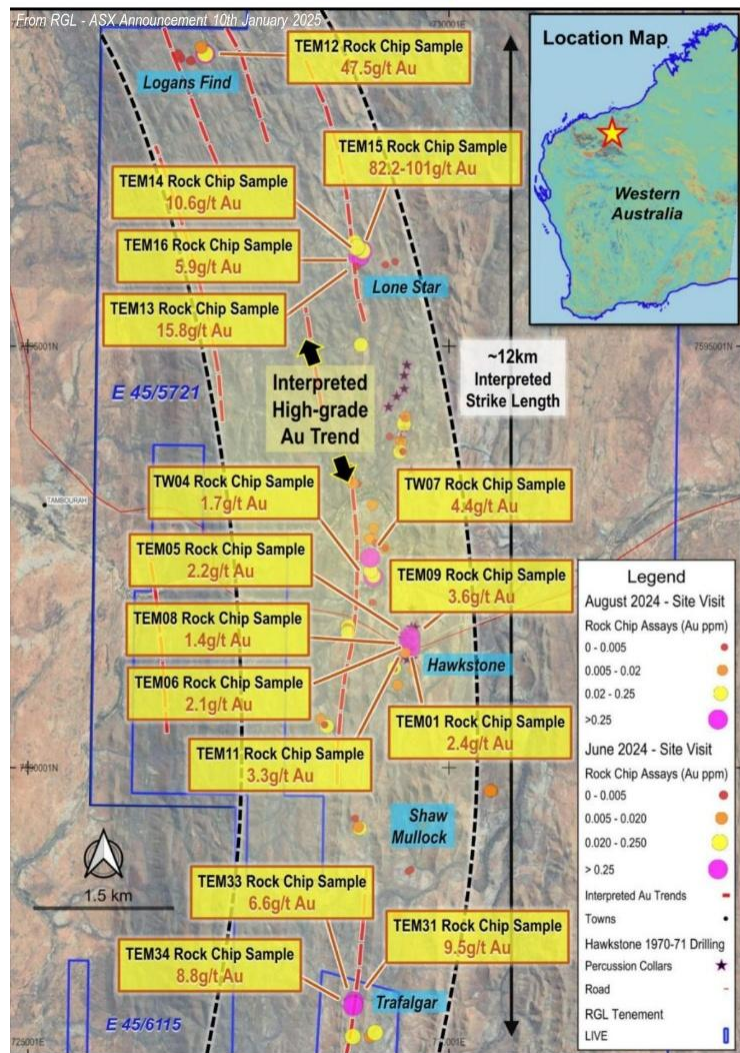 From RGL - ASX Announcement 10th January 2025
730001E
Location Map
Western
Australia
TEM12 Rock Chip Sample
47.5g/t Au
Logans Find
TEM15 Rock Chip Sample
82.2-101g/t Au
TEM14 Rock Chip Sample
10.6g/t Au
TEM16 Rock Chip Sample
5.9g/t Au
Lone Star
TEM13 Rock Chip Sample
15.8g/t Au
7595001N
7595001N
~12km
Interpreted
Strike Length
E 45/5721
Interpreted
High-grade
Au Trend
TW04 Rock Chip Sample
1.7g/t Au
TW07 Rock Chip Sample
4.4g/t Au
TAMBOURAH
TEM05 Rock Chip Sample
2.2g/t Au
TEM09 Rock Chip Sample
3.6g/t Au
TEM08 Rock Chip Sample
1.4g/t Au
Hawkstone
TEM06 Rock Chip Sample
2.1g/t Au
TEM01 Rock Chip Sample
2.4g/t Au
TEM11 Rock Chip Sample
3.3g/t Au
Shaw
Mullock
1.5 km
TEM33 Rock Chip Sample
6.6g/t Au
TEM31 Rock Chip Sample
9.5g/t Au
TEM34 Rock Chip Sample
8.8g/t Au
Trafalgar
E 45/6115
725001E
Legend
August 2024 - Site Visit
Rock Chip Assays (Au ppm)
0 - 0.005
0.005 - 0.02
0.02 - 0.25
>0.25
June 2024 - Site Visit
Rock Chip Assays (Au ppm)
0 - 0.005
0.005 - 0.020
0.020 - 0.250
> 0.25
Interpreted Au Trends
Towns
Hawkstone 1970-71 Drilling
Percussion Collars
Road
RGL Tenement
LIVE